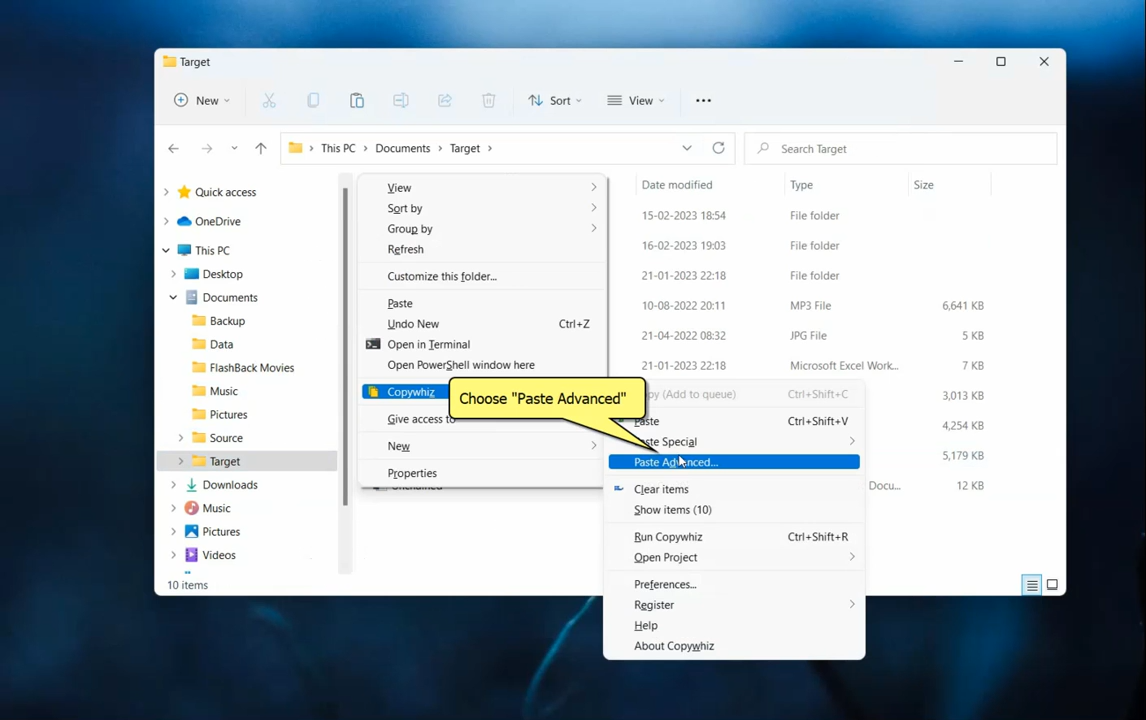 Target
New
Sort
View
This PC > Documents > Target >
Search Target
Quick access
OneDrive
This PC
Desktop
Documents
Backup
Data
FlashBack Movies
Music
Pictures
Source
Target
Downloads
Music
Pictures
Videos
10 items
Date modified Type Size
15-02-2023 18:54 File folder
16-02-2023 19:03 File folder
21-01-2023 22:18 File folder
10-08-2022 20:11 MP3 File 6,641 KB
21-04-2022 08:32 JPG File 5 KB
21-01-2023 22:18 Microsoft Excel Work... 7 KB
3,013 KB
4,254 KB
5,179 KB
Docu... 12 KB
View
Sort by
Group by
Refresh
Customize this folder...
Paste
Undo New Ctrl+Z
Open in Terminal
Open PowerShell window here
Copywhiz
Give access to
New
Properties
Choose "Paste Advanced"
(Add to queue) Ctrl+Shift+C
Paste Ctrl+Shift+V
Special
Paste Advanced...
Clear items
Show items (10)
Run Copywhiz Ctrl+Shift+R
Open Project
Preferences...
Register
Help
About Copywhiz